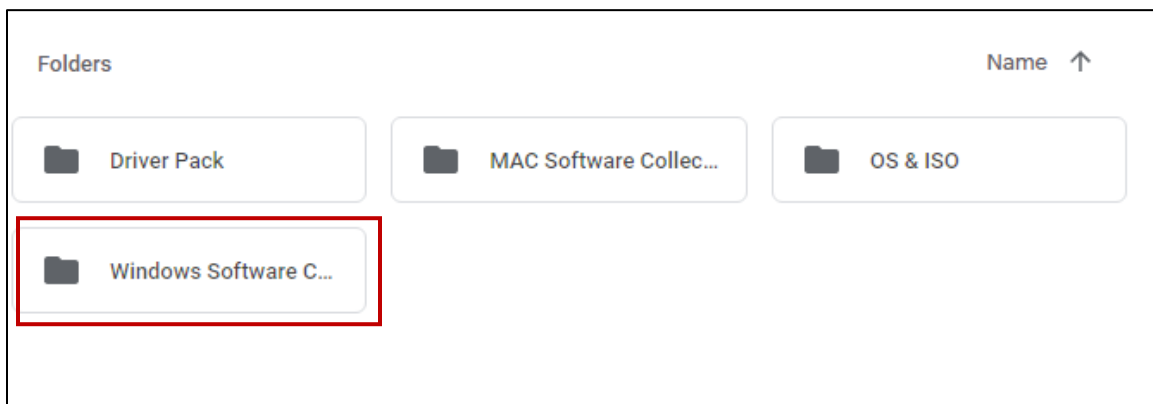 Folders
Name
Driver Pack
MAC Software Collec...
OS & ISO
Windows Software C...